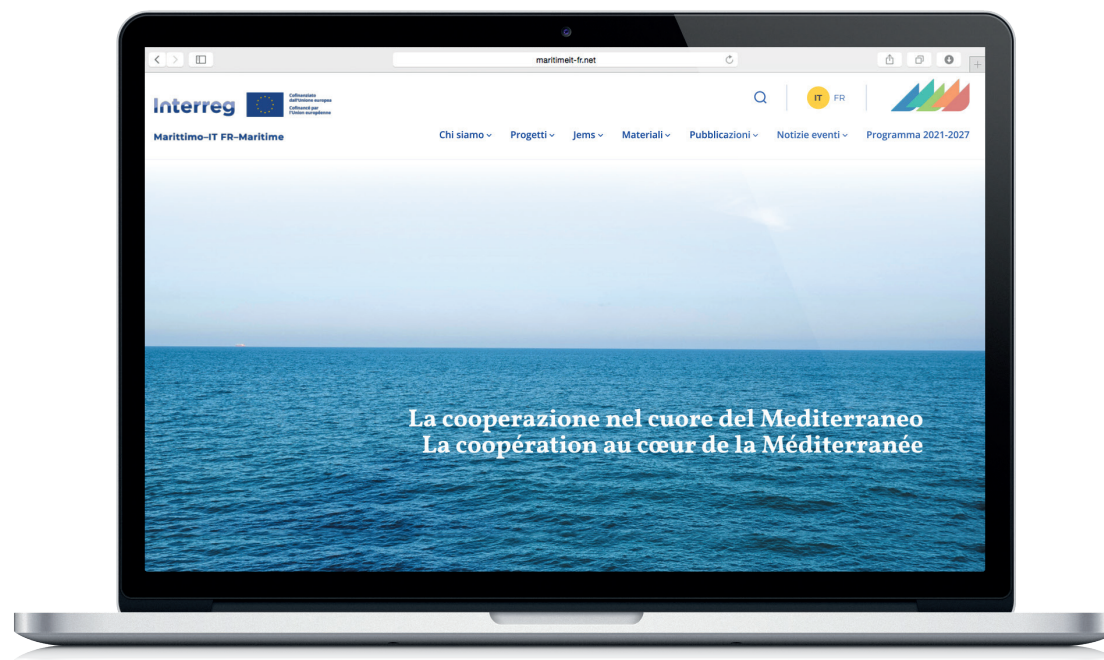 maritimeit-fr.net
Interreg
Cofinanziato
dall'Unione europea
Cofinancé par
l'Union européenne
IT FR
Marittimo-IT FR-Maritime
Chi siamo Progetti Jems Materiali Pubblicazioni Notizie eventi Programma 2021-2027
La cooperazione nel cuore del Mediterraneo
La coopération au cœur de la Méditerranée